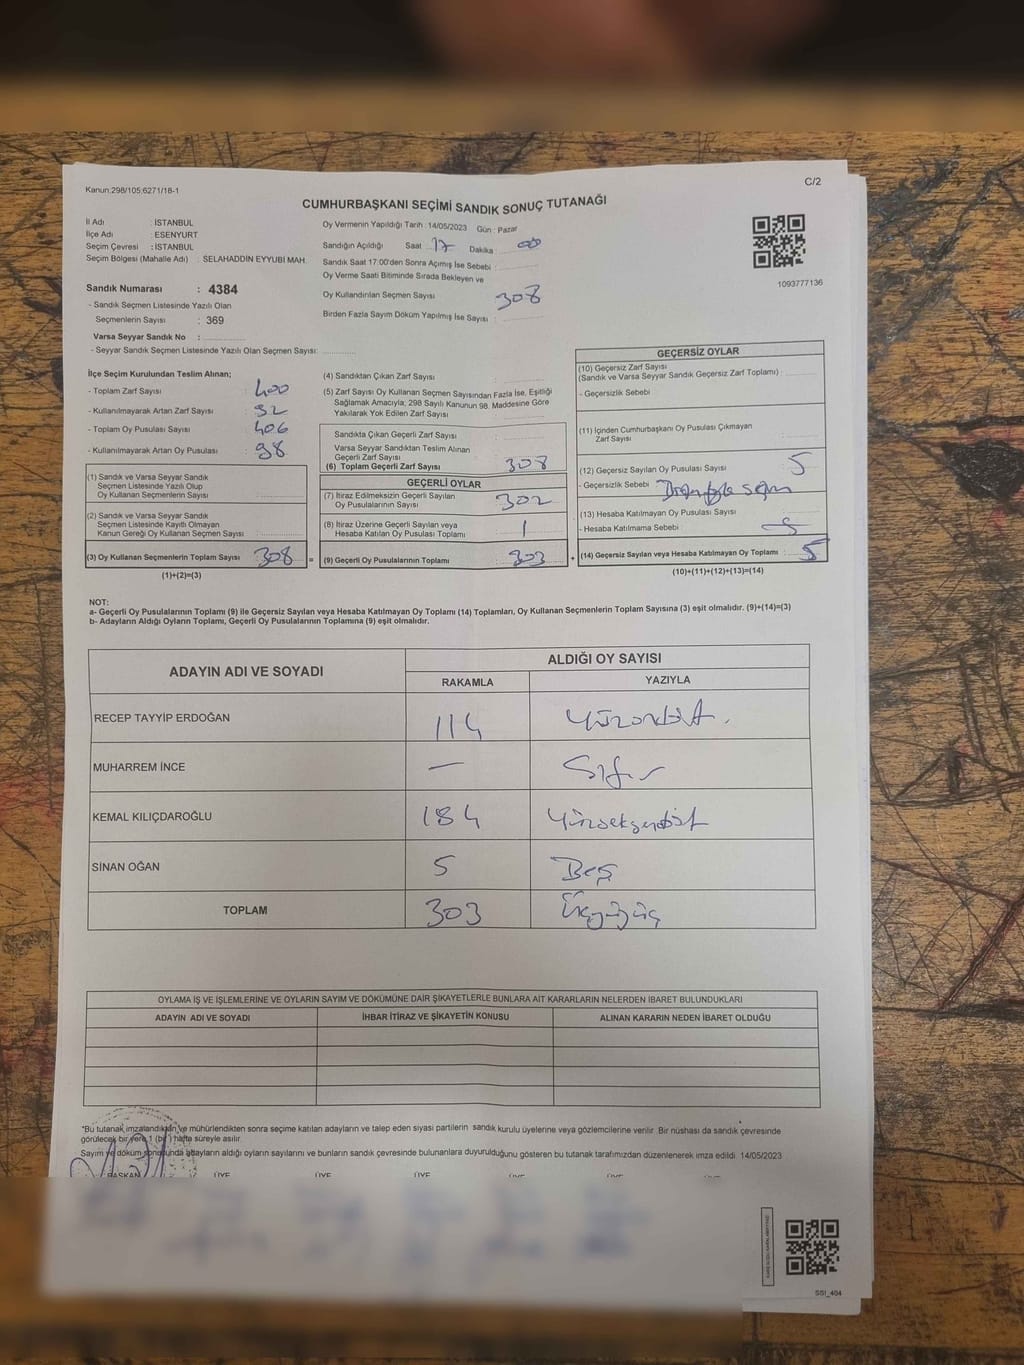 C/2
Kanun:298/105;6271/18-1
CUMHURBAŞKANI SEÇİMİ SANDIK SONUÇ TUTANAĞI
İl Adı : İSTANBUL
İlçe Adı : ESENYURT
Seçim Çevresi : İSTANBUL
Seçim Bölgesi (Mahalle Adı) : SELAHADDİN EYYUBİ MAH.
Sandık Numarası : 4384
- Sandık Seçmen Listesinde Yazılı Olan
Seçmenlerin Sayısı : 369
Varsa Seyyar Sandık No :
- Seyyar Sandık Seçmen Listesinde Yazılı Olan Seçmen Sayısı:
Oy Vermenin Yapıldığı Tarih : 14/05/2023 Gün : Pazar
Sandığın Açıldığı Saat : 17 Dakika : 00
Sandık Saat 17:00'den Sonra Açımış İse Sebebi :
Oy Verme Saati Bitiminde Sırada Bekleyen ve
Oy Kullandırılan Seçmen Sayısı 308
Birden Fazla Sayım Döküm Yapılmış İse Sayısı :
1093777136
İlçe Seçim Kurulundan Teslim Alınan;
- Toplam Zarf Sayısı : 400
- Kullanılmayarak Artan Zarf Sayısı : 92
- Toplam Oy Pusulası Sayısı : 406
- Kullanılmayarak Artan Oy Pusulası : 98
(1) Sandık ve Varsa Seyyar Sandık
Seçmen Listesinde Yazılı Olup
Oy Kullanan Seçmenlerin Sayısı
(2) Sandık ve Varsa Seyyar Sandık
Seçmen Listesinde Kayıtlı Olmayan
Kanun Gereği Oy Kullanan Seçmen Sayısı
(3) Oy Kullanan Seçmenlerin Toplam Sayısı 308 =
(1)+(2)=(3)
(4) Sandıktan Çıkan Zarf Sayısı :
(5) Zarf Sayısı Oy Kullanan Seçmen Sayısından Fazla İse, Eşitliği
Sağlamak Amacıyla; 298 Sayılı Kanunun 98. Maddesine Göre
Yakılarak Yok Edilen Zarf Sayısı :
Sandıkta Çıkan Geçerli Zarf Sayısı :
Varsa Seyyar Sandıktan Teslim Alınan
Geçerli Zarf Sayısı
(6) Toplam Geçerli Zarf Sayısı : 308
GEÇERLİ OYLAR
(7) İtiraz Edilmeksizin Geçerli Sayılan
Oy Pusulalarının Sayısı : 302
(8) İtiraz Üzerine Geçerli Sayılan veya
Hesaba Katılan Oy Pusulası Toplamı : 1
(9) Geçerli Oy Pusulalarının Toplamı : 303 +
GEÇERSİZ OYLAR
(10) Geçersiz Zarf Sayısı
(Sandık ve Varsa Seyyar Sandık Geçersiz Zarf Toplamı) :
- Geçersizlik Sebebi
(11) İçinden Cumhurbaşkanı Oy Pusulası Çıkmayan
Zarf Sayısı
(12) Geçersiz Sayılan Oy Pusulası Sayısı : 5
- Geçersizlik Sebebi
(13) Hesaba Katılmayan Oy Pusulası Sayısı :
- Hesaba Katılmama Sebebi
(14) Geçersiz Sayılan veya Hesaba Katılmayan Oy Toplamı : 5
(10)+(11)+(12)+(13)=(14)
NOT:
a- Geçerli Oy Pusulalarının Toplamı (9) ile Geçersiz Sayılan veya Hesaba Katılmayan Oy Toplamı (14) Toplamları, Oy Kullanan Seçmenlerin Toplam Sayısına (3) eşit olmalıdır. (9)+(14)=(3)
b- Adayların Aldığı Oyların Toplamı, Geçerli Oy Pusulalarının Toplamına (9) eşit olmalıdır.
ADAYIN ADI VE SOYADI ALDIĞI OY SAYISI
RAKAMLA YAZIYLA
RECEP TAYYİP ERDOĞAN 114 Yüzondört
MUHARREM İNCE — Sıfır
KEMAL KILIÇDAROĞLU 184 Yüzseksendört
SİNAN OĞAN 5 Beş
TOPLAM 303 Üçyüzüç
OYLAMA İŞ VE İŞLEMLERİNE VE OYLARIN SAYIM VE DÖKÜMÜNE DAİR ŞİKAYETLERLE BUNLARA AİT KARARLARIN NELERDEN İBARET BULUNDUKLARI
ADAYIN ADI VE SOYADI İHBAR İTİRAZ VE ŞİKAYETİN KONUSU ALINAN KARARIN NEDEN İBARET OLDUĞU
"Bu tutanak imzalandıktan ve mühürlendikten sonra seçime katılan adayların ve talep eden siyasi partilerin sandık kurulu üyelerine veya gözlemcilerine verilir. Bir nüshası da sandık çevresinde
görülecek bir yere 1 (bir) hafta süreyle asılır.
Sayım ve döküm sonunda adayların aldığı oyların sayılarını ve bunların sandık çevresinde bulunanlara duyurulduğunu gösteren bu tutanak tarafımızdan düzenlenerek imza edildi. 14/05/2023
BAŞKAN ÜYE ÜYE ÜYE ÜYE ÜYE
SSI_404